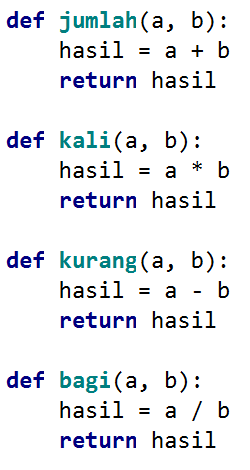 def jumlah(a, b):
    hasil = a + b
    return hasil

def kali(a, b):
    hasil = a * b
    return hasil

def kurang(a, b):
    hasil = a - b
    return hasil

def bagi(a, b):
    hasil = a / b
    return hasil